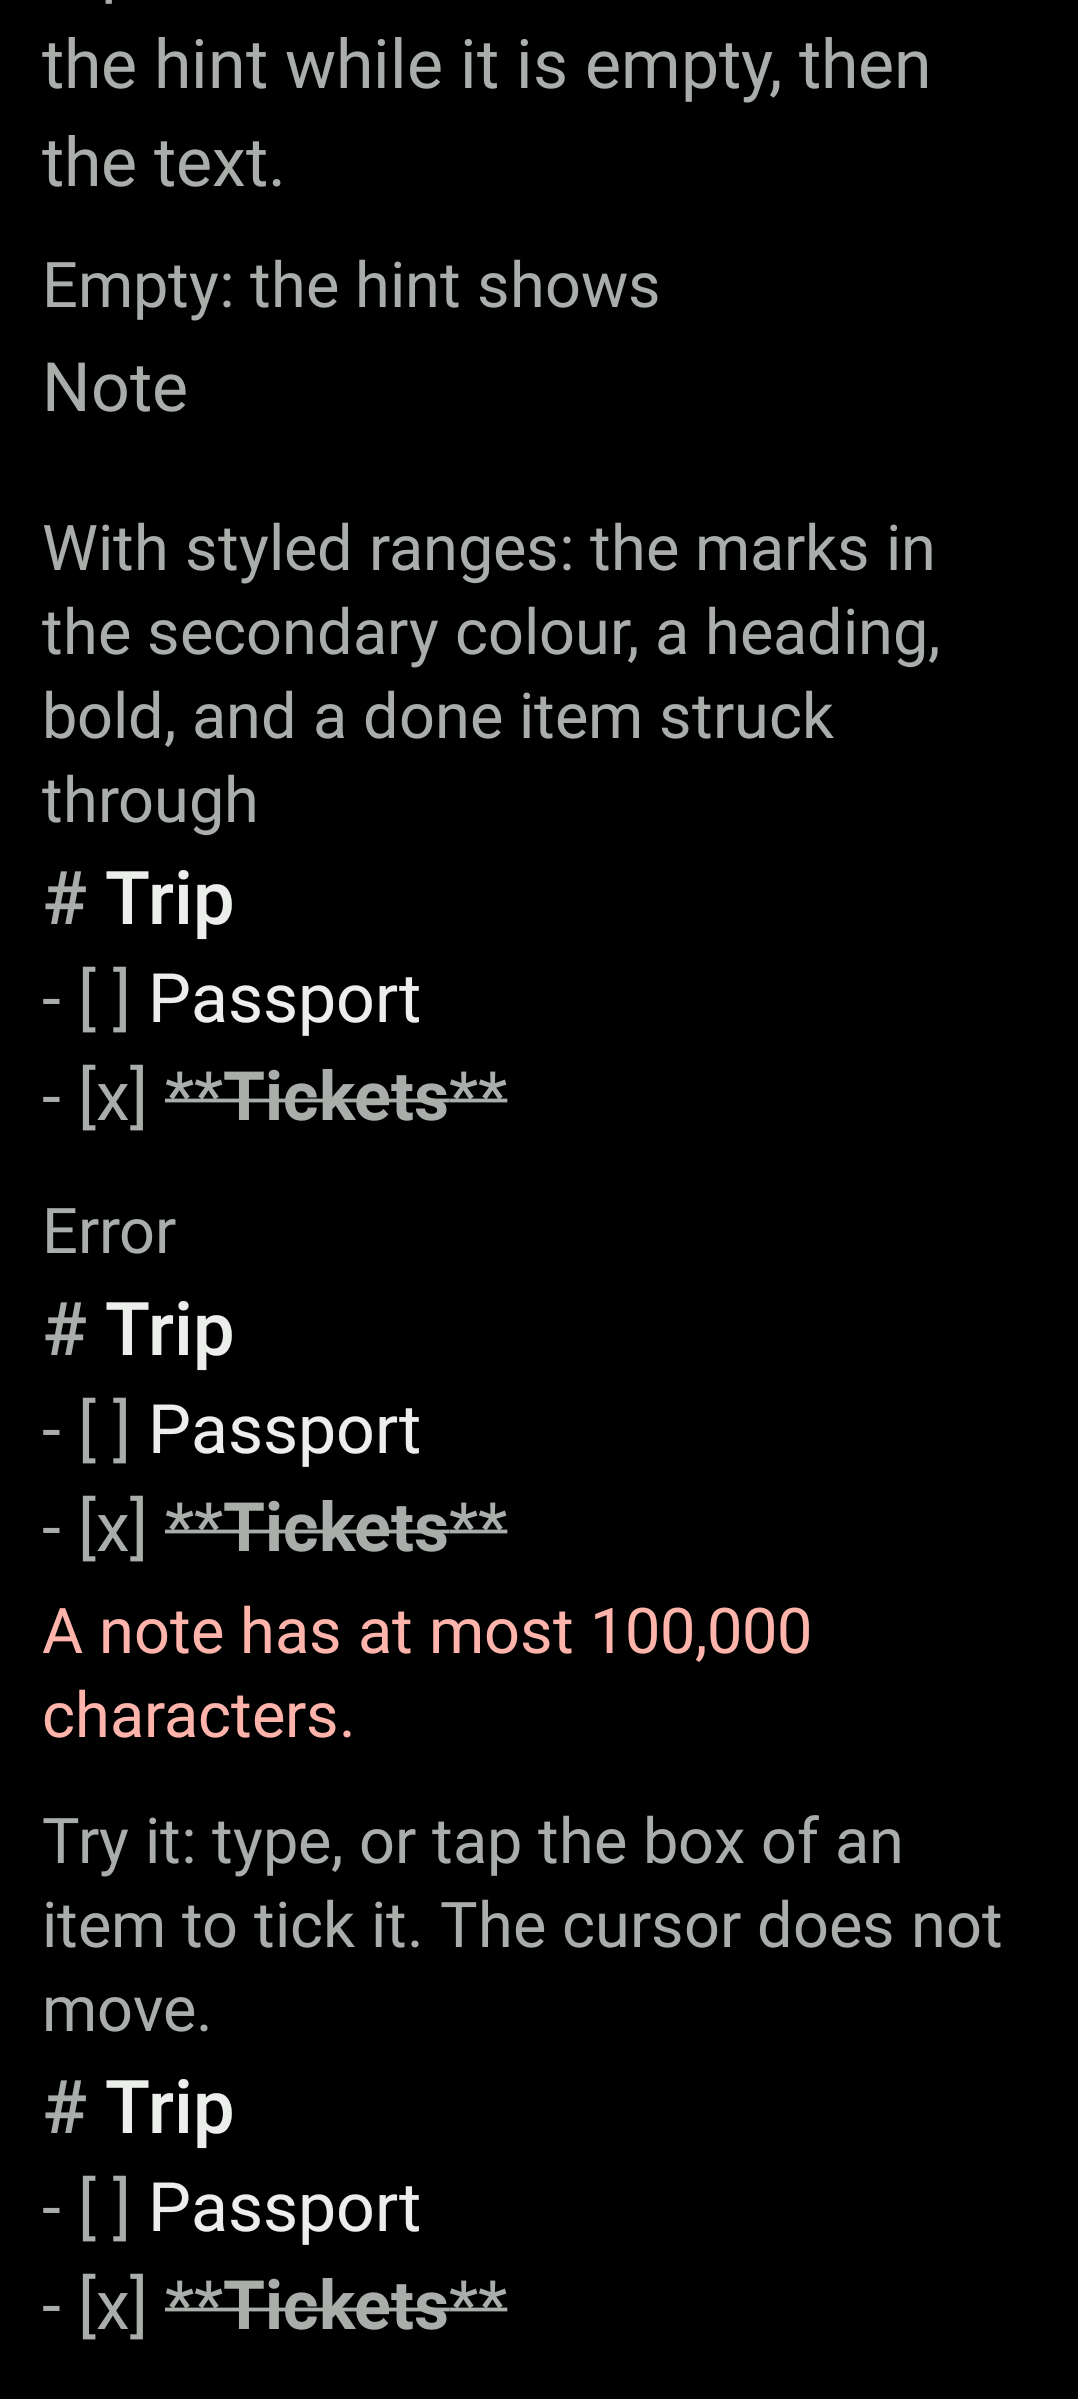 the hint while it is empty, then
the text.
Empty: the hint shows
Note
With styled ranges: the marks in
the secondary colour, a heading,
bold, and a done item struck
through
# Trip
- [ ] Passport
- [x] **Tickets**
Error
# Trip
- [ ] Passport
- [x] **Tickets**
A note has at most 100,000
characters.
Try it: type, or tap the box of an
item to tick it. The cursor does not
move.
# Trip
- [ ] Passport
- [x] **Tickets**